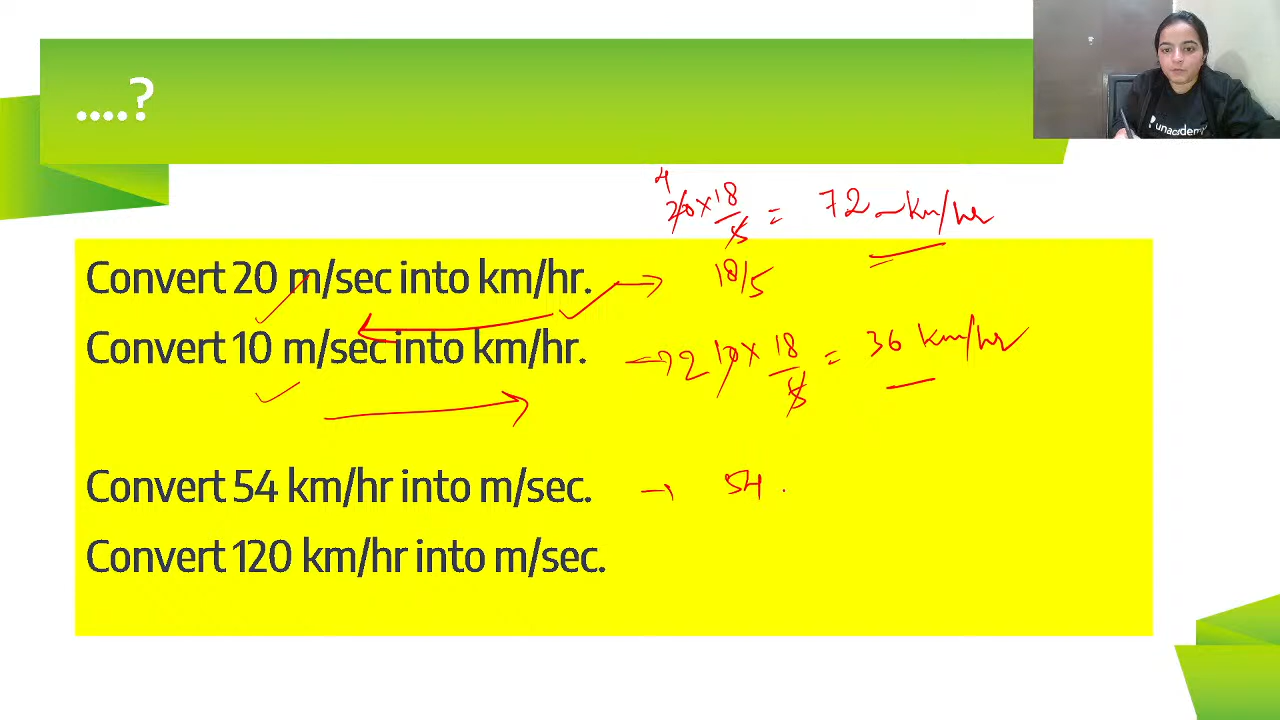 ....?
unacadem
4
20 × 18/5 = 72 km/hr
Convert 20 m/sec into km/hr. → 18/5
Convert 10 m/sec into km/hr. → 2 10 × 18/5 = 36 km/hr
Convert 54 km/hr into m/sec. → 54 .
Convert 120 km/hr into m/sec.